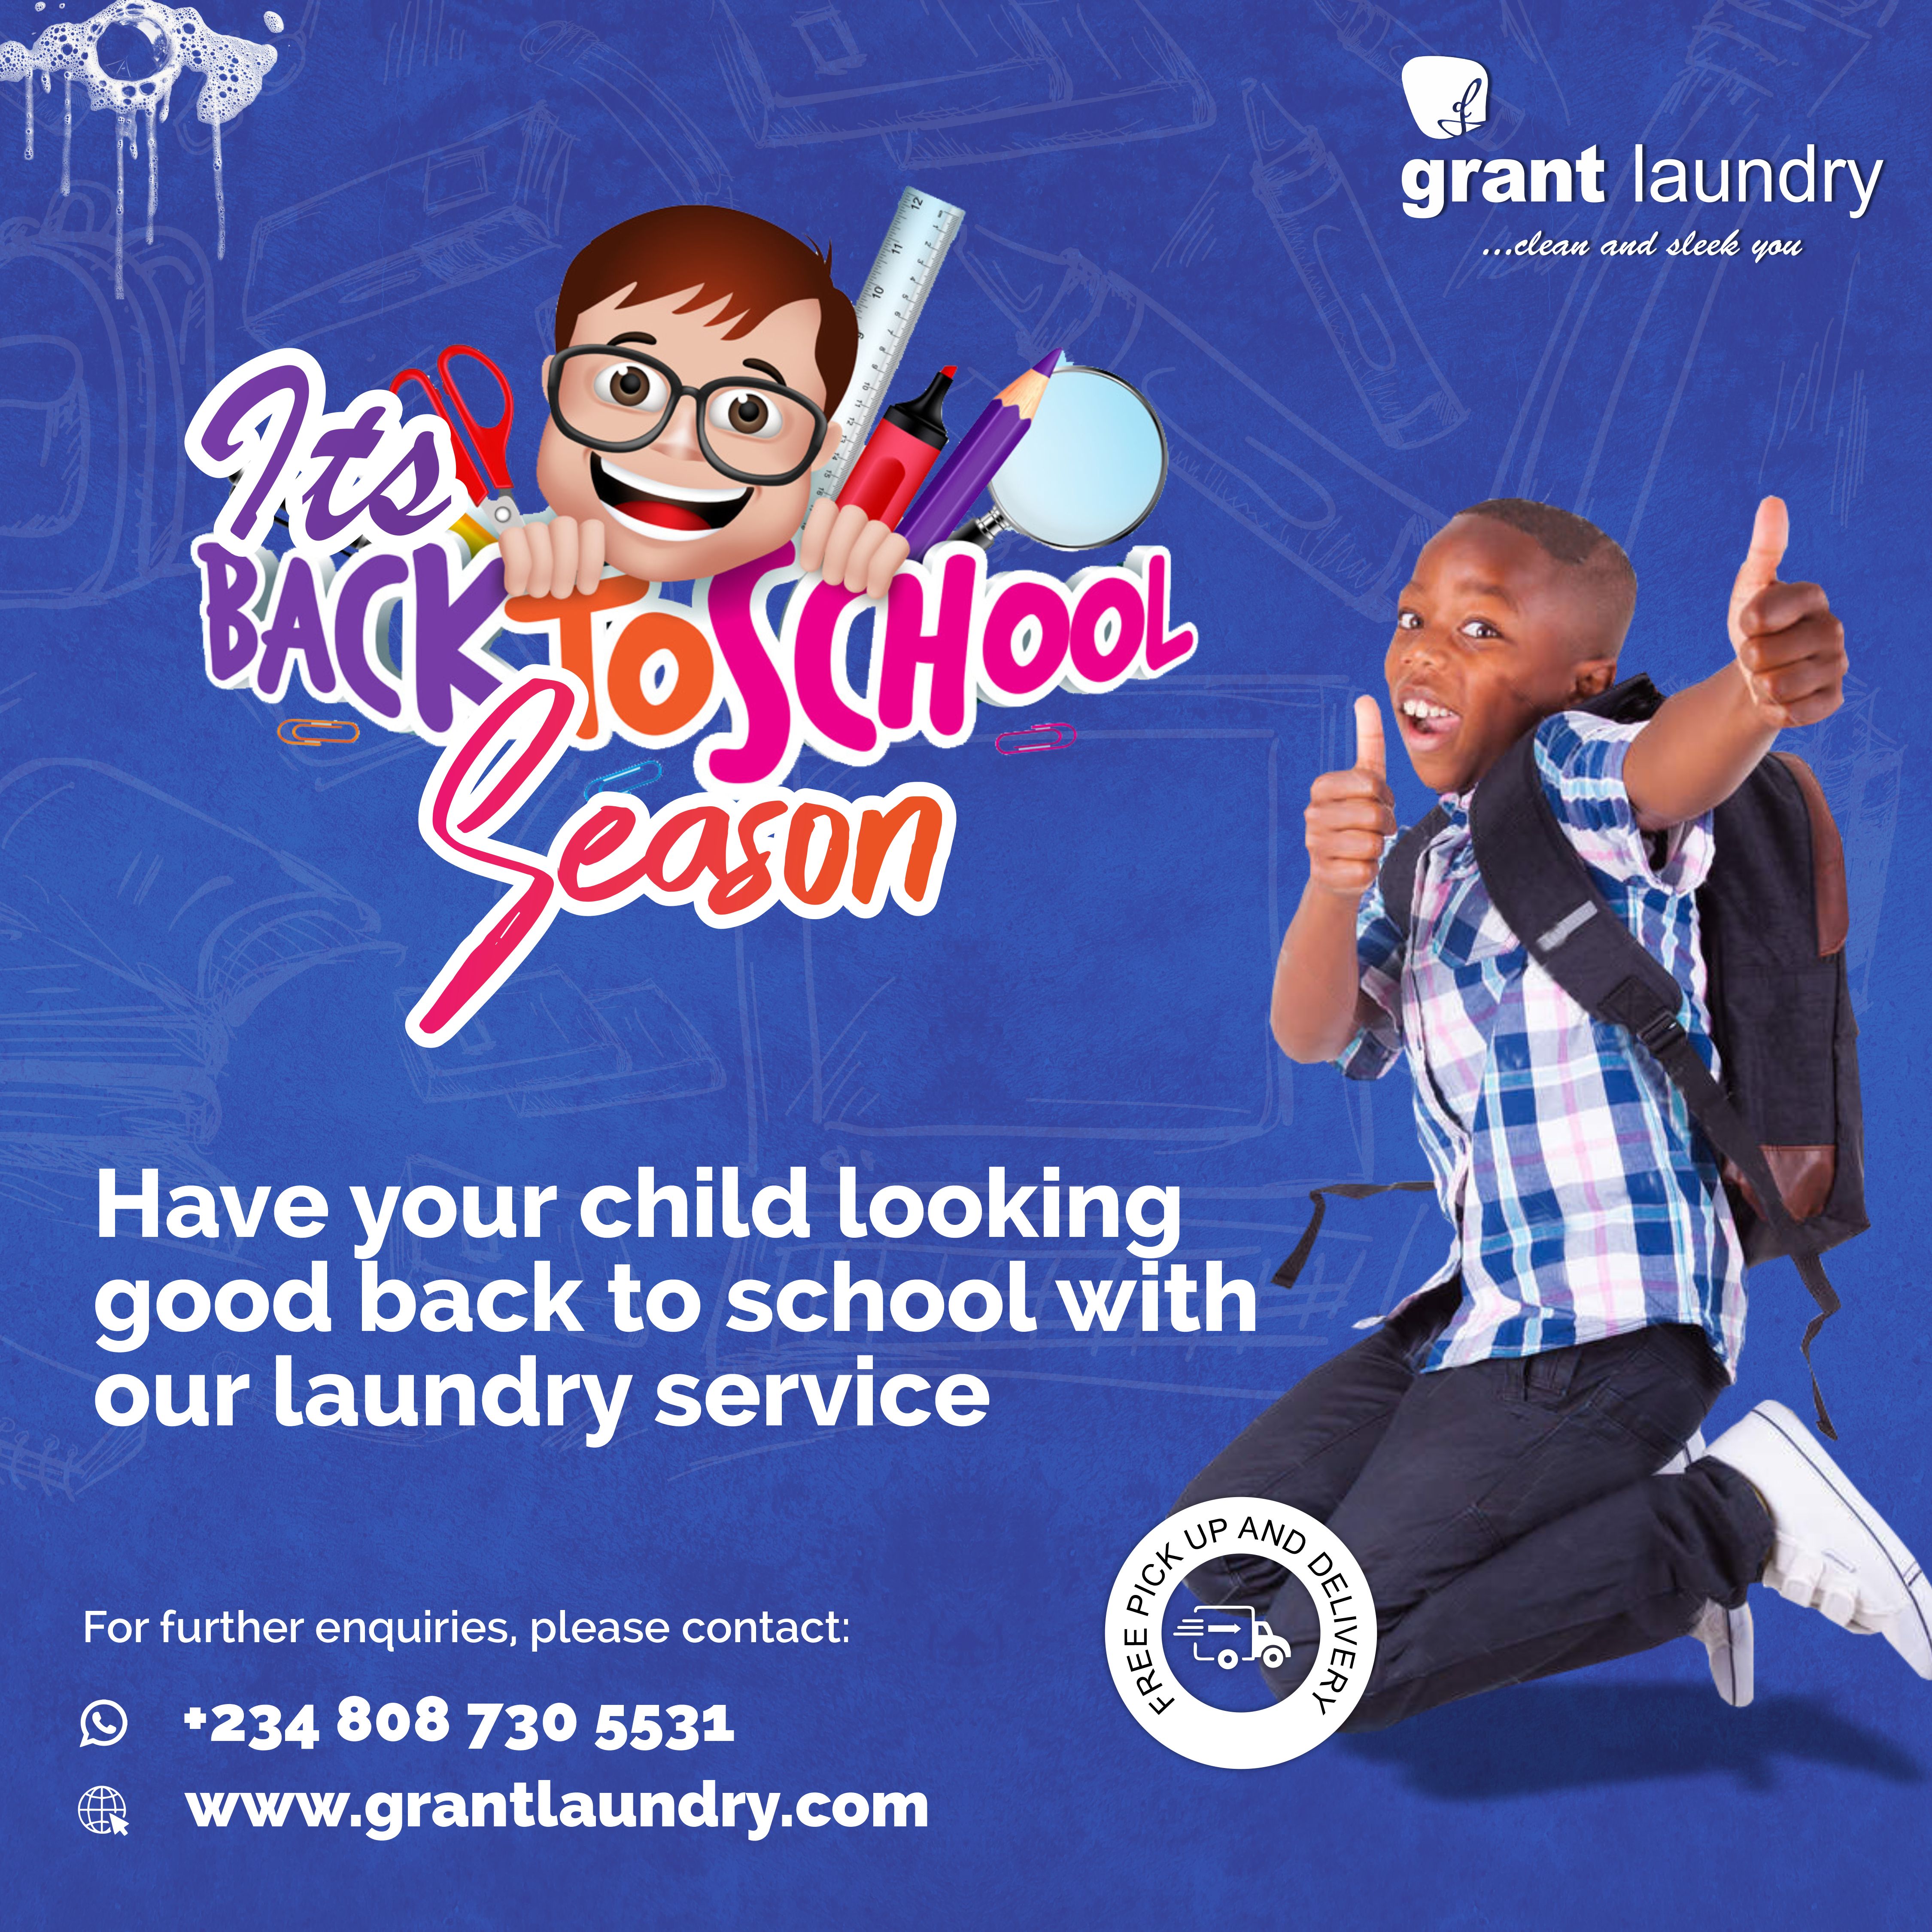 grant laundry
...clean and sleek you
Its
BACK TO SCHOOL
Season
Have your child looking
good back to school with
our laundry service
FREE PICK UP AND DELIVERY
For further enquiries, please contact:
+234 808 730 5531
www.grantlaundry.com